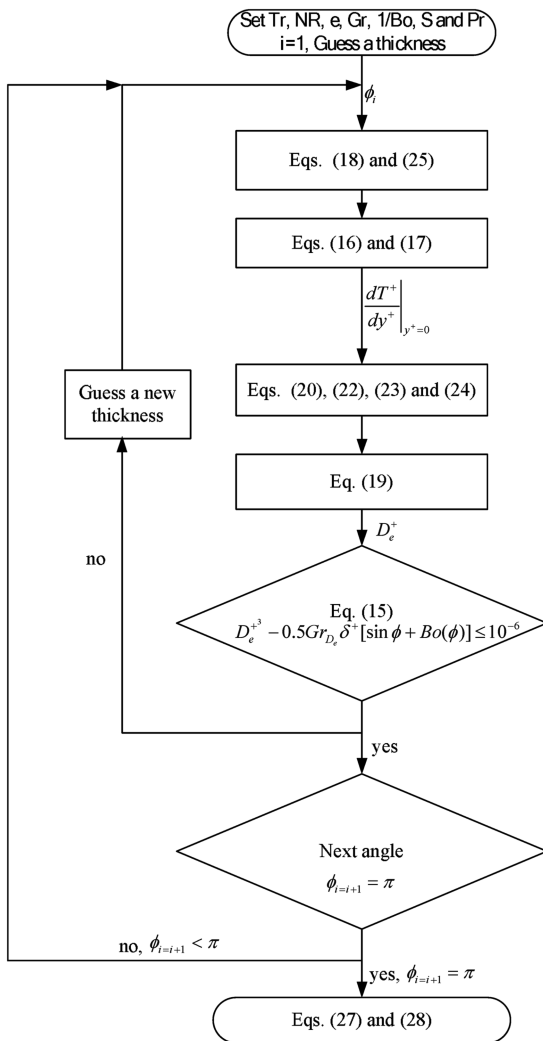 Set Tr, NR, e, Gr, 1/Bo, S and Pr
i=1, Guess a thickness
ϕᵢ
Eqs. (18) and (25)
Eqs. (16) and (17)
dT⁺/dy⁺|y⁺=0
Eqs. (20), (22), (23) and (24)
Guess a new
thickness
Eq. (19)
Dₑ⁺
no
Eq. (15)
Dₑ⁺³ − 0.5Gr_Dₑ δ⁺[sin ϕ + Bo(ϕ)] ≤ 10⁻⁶
yes
Next angle
ϕᵢ₌ᵢ₊₁ = π
no, ϕᵢ₌ᵢ₊₁ < π
yes, ϕᵢ₌ᵢ₊₁ = π
Eqs. (27) and (28)